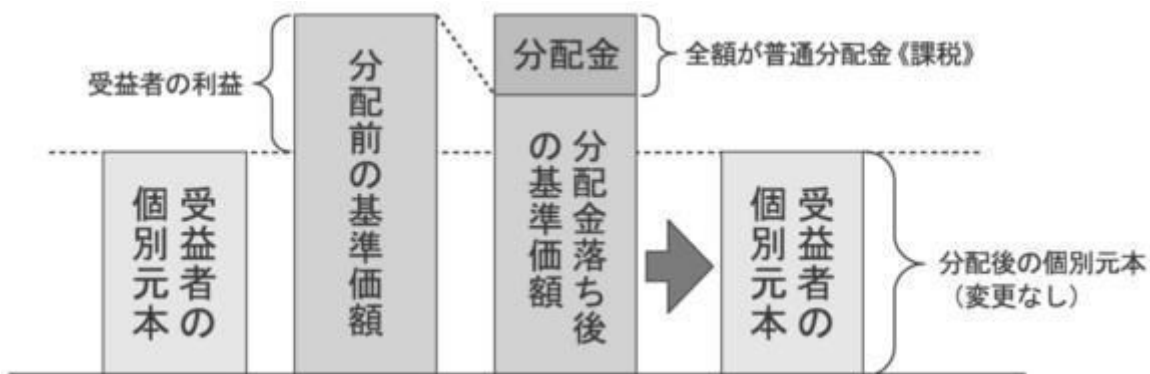 受益者の利益
受益者の
個別元本
分配前の基準価額
分配金
全額が普通分配金《課税》
分配金落ち後
の基準価額
受益者の
個別元本
分配後の個別元本
（変更なし）